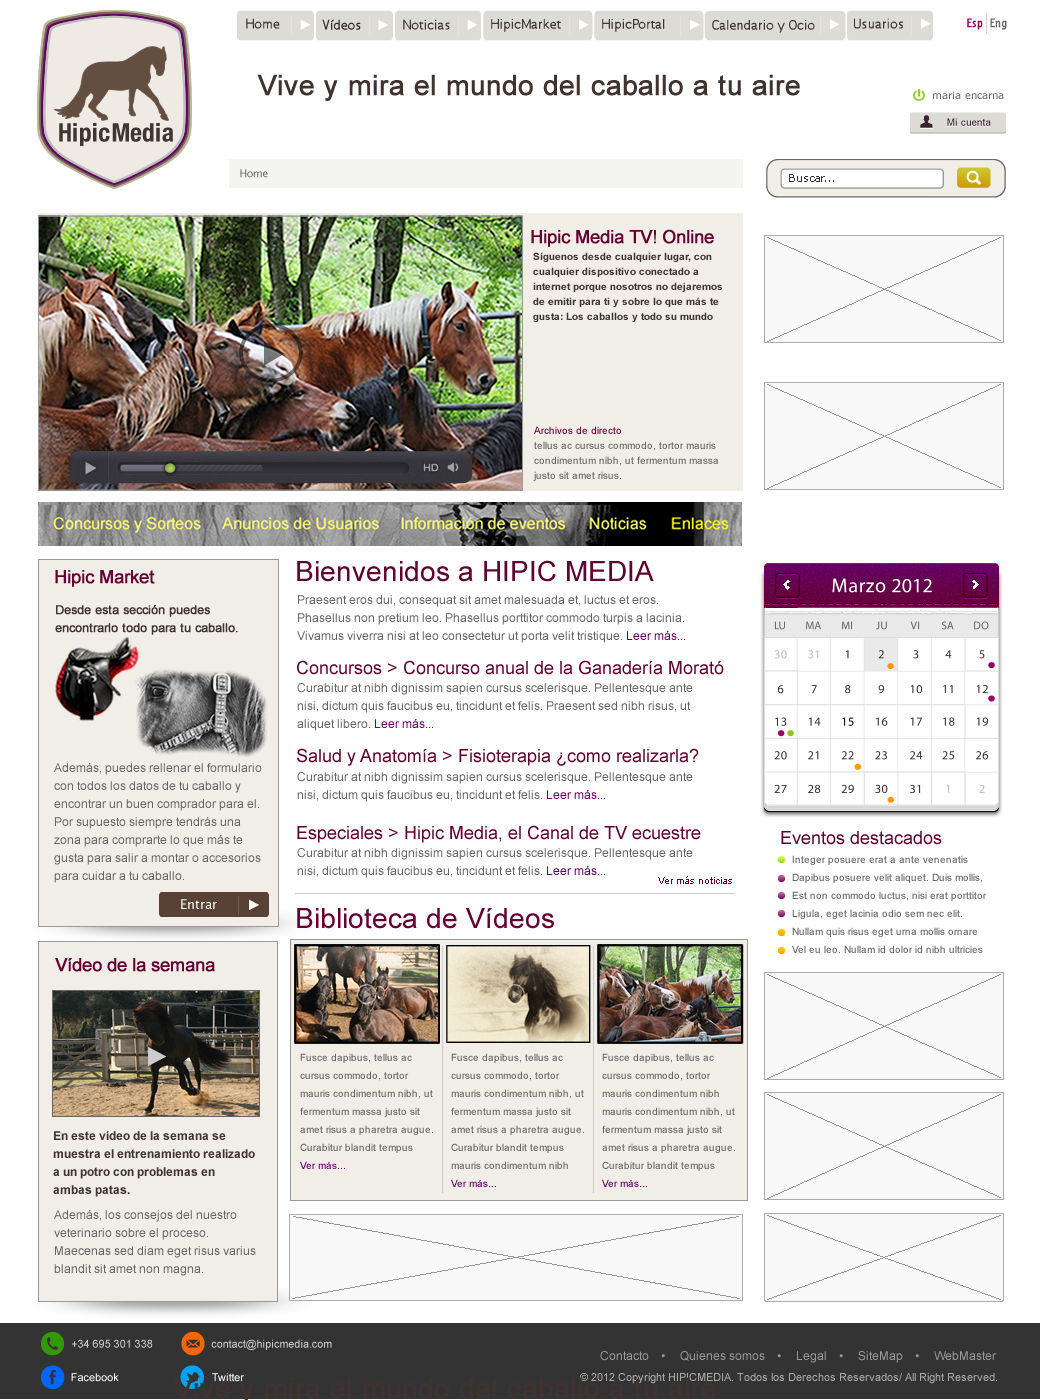 Home
Vídeos
Noticias
HipicMarket
HipicPortal
Calendario y Ocio
Usuarios
Esp
Eng
HipicMedia
Vive y mira el mundo del caballo a tu aire
maria encarna
Mi cuenta
Home
Buscar...
Hipic Media TV! Online
Síguenos desde cualquier lugar, con
cualquier dispositivo conectado a
internet porque nosotros no dejaremos
de emitir para ti y sobre lo que más te
gusta: Los caballos y todo su mundo
Archivos de directo
tellus ac cursus commodo, tortor mauris
condimentum nibh, ut fermentum massa
justo sit amet risus.
HD
Concursos y Sorteos
Anuncios de Usuarios
Información de eventos
Noticias
Enlaces
Hipic Market
Desde esta sección puedes
encontrarlo todo para tu caballo.
Además, puedes rellenar el formulario
con todos los datos de tu caballo y
encontrar un buen comprador para el.
Por supuesto siempre tendrás una
zona para comprarte lo que más te
gusta para salir a montar o accesorios
para cuidar a tu caballo.
Entrar
Vídeo de la semana
En este video de la semana se
muestra el entrenamiento realizado
a un potro con problemas en
ambas patas.
Además, los consejos del nuestro
veterinario sobre el proceso.
Maecenas sed diam eget risus varius
blandit sit amet non magna.
Bienvenidos a HIPIC MEDIA
Praesent eros dui, consequat sit amet malesuada et, luctus et eros.
Phasellus non pretium leo. Phasellus porttitor commodo turpis a lacinia.
Vivamus viverra nisi at leo consectetur ut porta velit tristique. Leer más...
Concursos > Concurso anual de la Ganadería Morató
Curabitur at nibh dignissim sapien cursus scelerisque. Pellentesque ante
nisi, dictum quis faucibus eu, tincidunt et felis. Praesent sed nibh risus, ut
aliquet libero. Leer más...
Salud y Anatomía > Fisioterapia ¿como realizarla?
Curabitur at nibh dignissim sapien cursus scelerisque. Pellentesque ante
nisi, dictum quis faucibus eu, tincidunt et felis. Leer más...
Especiales > Hipic Media, el Canal de TV ecuestre
Curabitur at nibh dignissim sapien cursus scelerisque. Pellentesque ante
nisi, dictum quis faucibus eu, tincidunt et felis. Leer más...
Ver más noticias
Biblioteca de Vídeos
Fusce dapibus, tellus ac
cursus commodo, tortor
mauris condimentum nibh, ut
fermentum massa justo sit
amet risus a pharetra augue.
Curabitur blandit tempus
Ver más...
Fusce dapibus, tellus ac
cursus commodo, tortor
mauris condimentum nibh, ut
fermentum massa justo sit
amet risus a pharetra augue.
Curabitur blandit tempus
mauris condimentum nibh
Ver más...
Fusce dapibus, tellus ac
cursus commodo, tortor
mauris condimentum nibh
mauris condimentum nibh, ut
fermentum massa justo sit
amet risus a pharetra augue.
Curabitur blandit tempus
Ver más...
Marzo 2012
LU MA MI JU VI SA DO
30 31 1 2 3 4 5
6 7 8 9 10 11 12
13 14 15 16 17 18 19
20 21 22 23 24 25 26
27 28 29 30 31 1 2
Eventos destacados
Integer posuere erat a ante venenatis
Dapibus posuere velit aliquet. Duis mollis,
Est non commodo luctus, nisi erat porttitor
Ligula, eget lacinia odio sem nec elit.
Nullam quis risus eget urna mollis ornare
Vel eu leo. Nullam id dolor id nibh ultricies
+34 695 301 338
contact@hipicmedia.com
Facebook
Twitter
Contacto • Quienes somos • Legal • SiteMap • WebMaster
© 2012 Copyright HIP!CMEDIA. Todos los Derechos Reservados/ All Right Reserved.